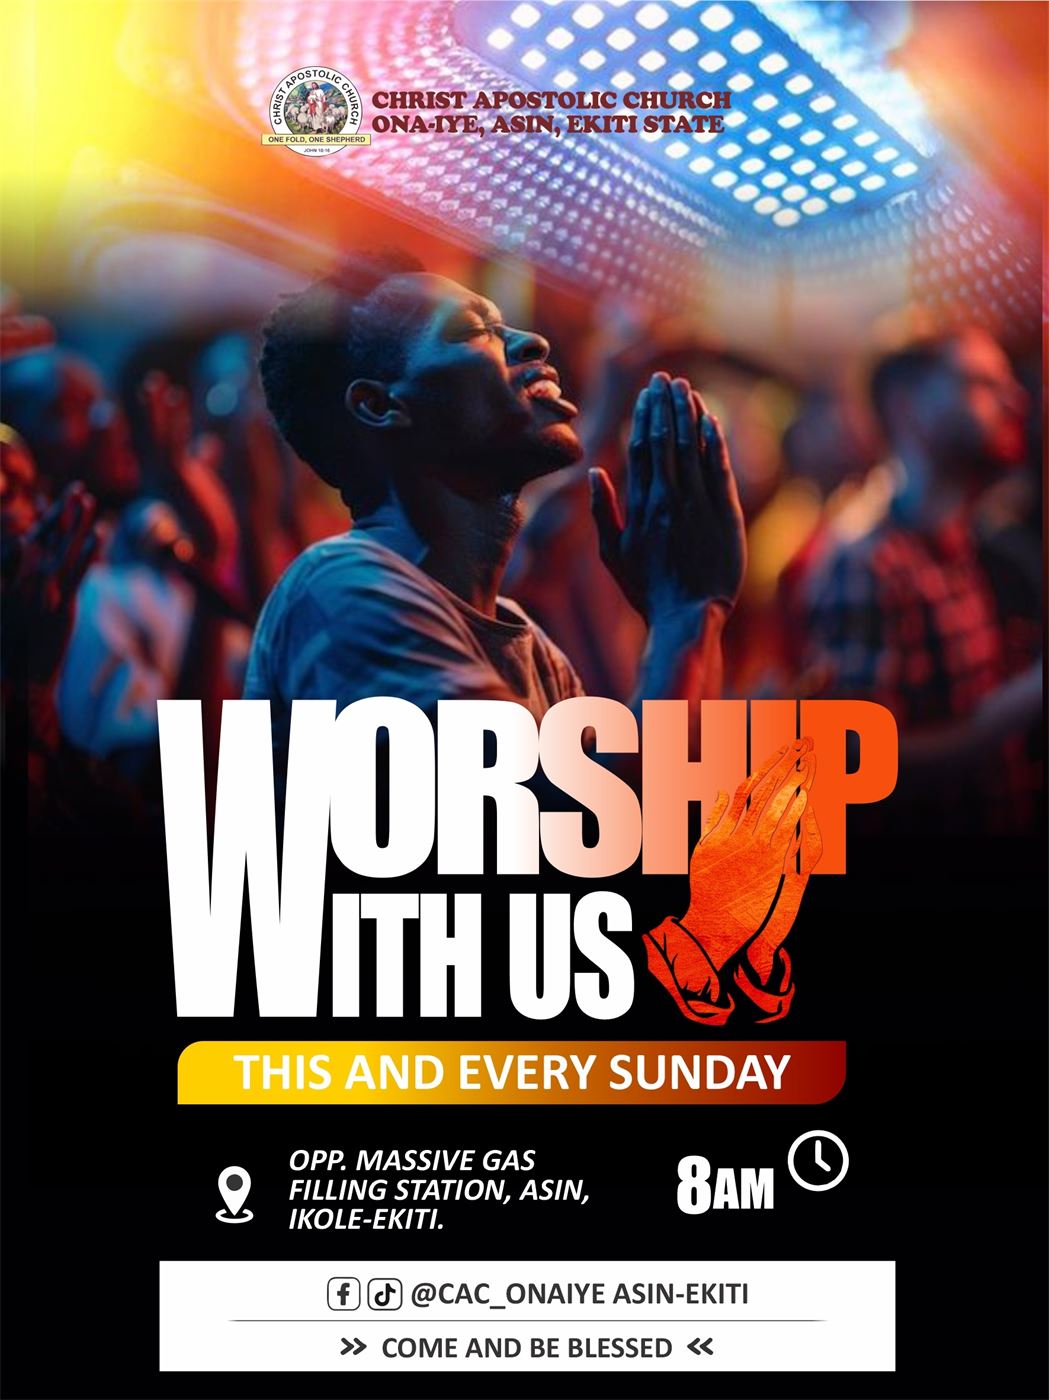 CHRIST APOSTOLIC CHURCH
ONE FOLD, ONE SHEPHERD
JOHN 10:16
CHRIST APOSTOLIC CHURCH
ONA-IYE, ASIN, EKITI STATE
WORSHIP
WITH US
THIS AND EVERY SUNDAY
OPP. MASSIVE GAS
FILLING STATION, ASIN,
IKOLE-EKITI.
8AM
@CAC_ONAIYE ASIN-EKITI
COME AND BE BLESSED